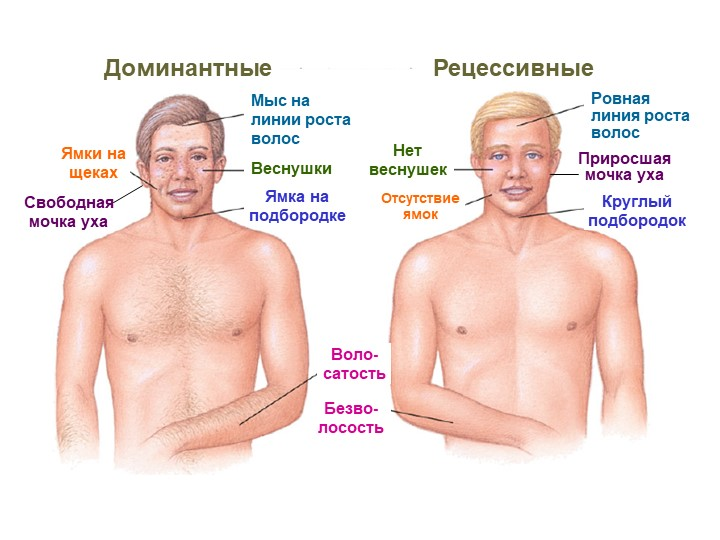 Доминантные
Рецессивные
Мыс на
линии роста
волос
Ямки на
щеках
Веснушки
Свободная
мочка уха
Ямка на
подбородке
Ровная
линия роста
волос
Нет
веснушек
Приросшая
мочка уха
Отсутствие
ямок
Круглый
подбородок
Воло-
сатость
Безво-
лосость